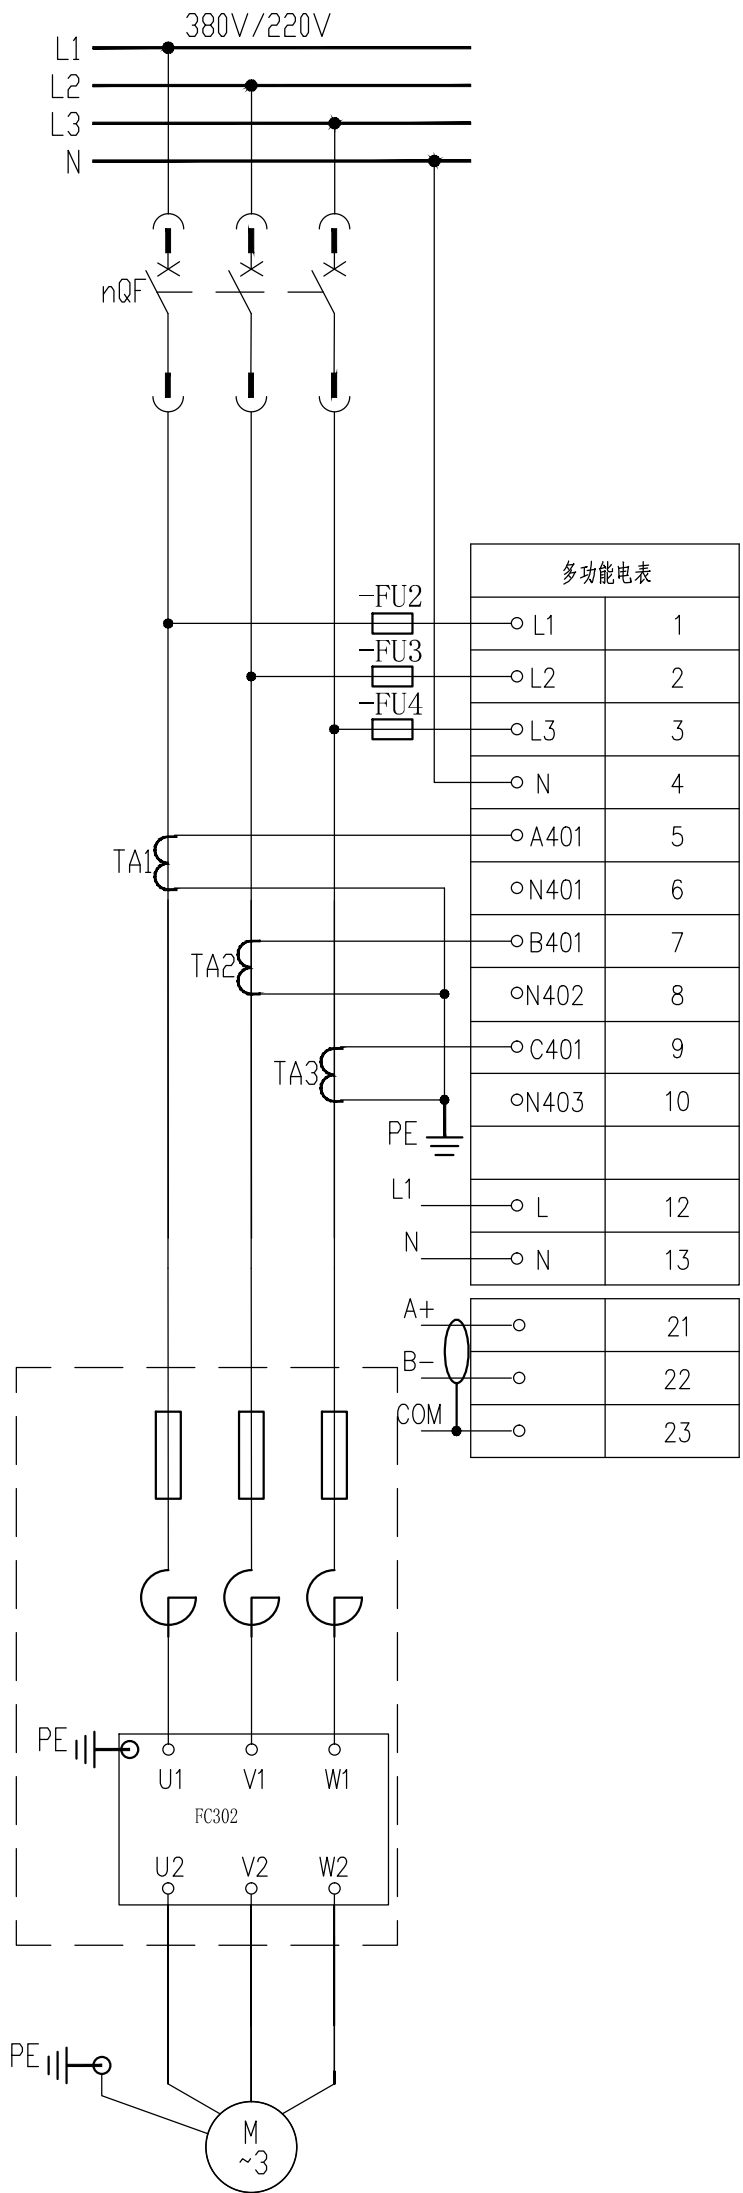 380V/220V
L1
L2
L3
N
nQF
多功能电表
-FU2
L1 1
-FU3
L2 2
-FU4
L3 3
N 4
A401 5
TA1
N401 6
B401 7
TA2
N402 8
C401 9
TA3
N403 10
PE
L1
L 12
N
N 13
A+
21
B-
22
COM
23
PE
U1 V1 W1
FC302
U2 V2 W2
PE
M
~3